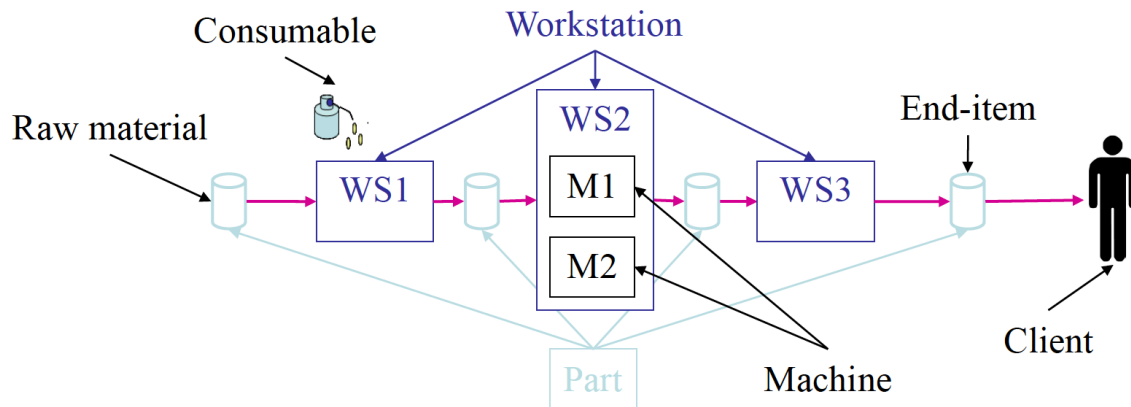 Consumable
Workstation
Raw material
End-item
WS1
WS2
M1
M2
WS3
Part
Machine
Client